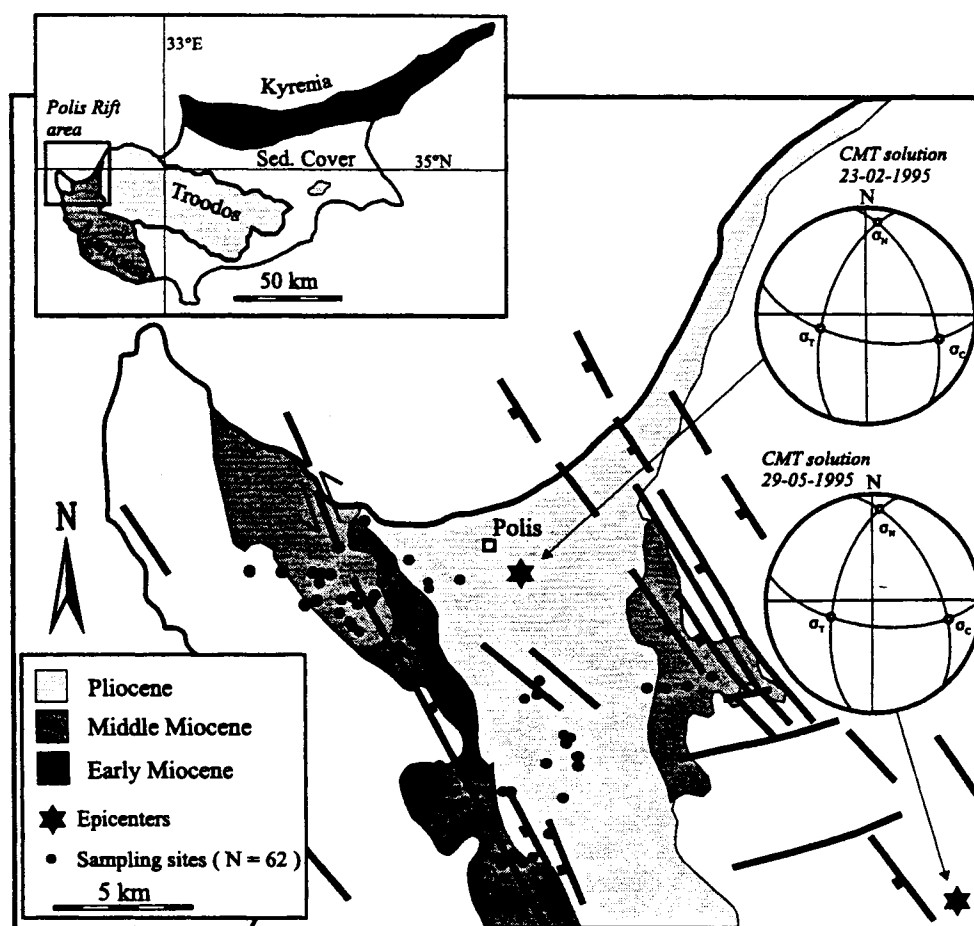 33°E
Kyrenia
Polis Rift
area
Sed. Cover
35°N
Troodos
50 km
CMT solution
23-02-1995
N
σN
σT
σC
CMT solution
29-05-1995
N
σN
σT
σC
Polis
N
Pliocene
Middle Miocene
Early Miocene
Epicenters
Sampling sites ( N = 62 )
5 km